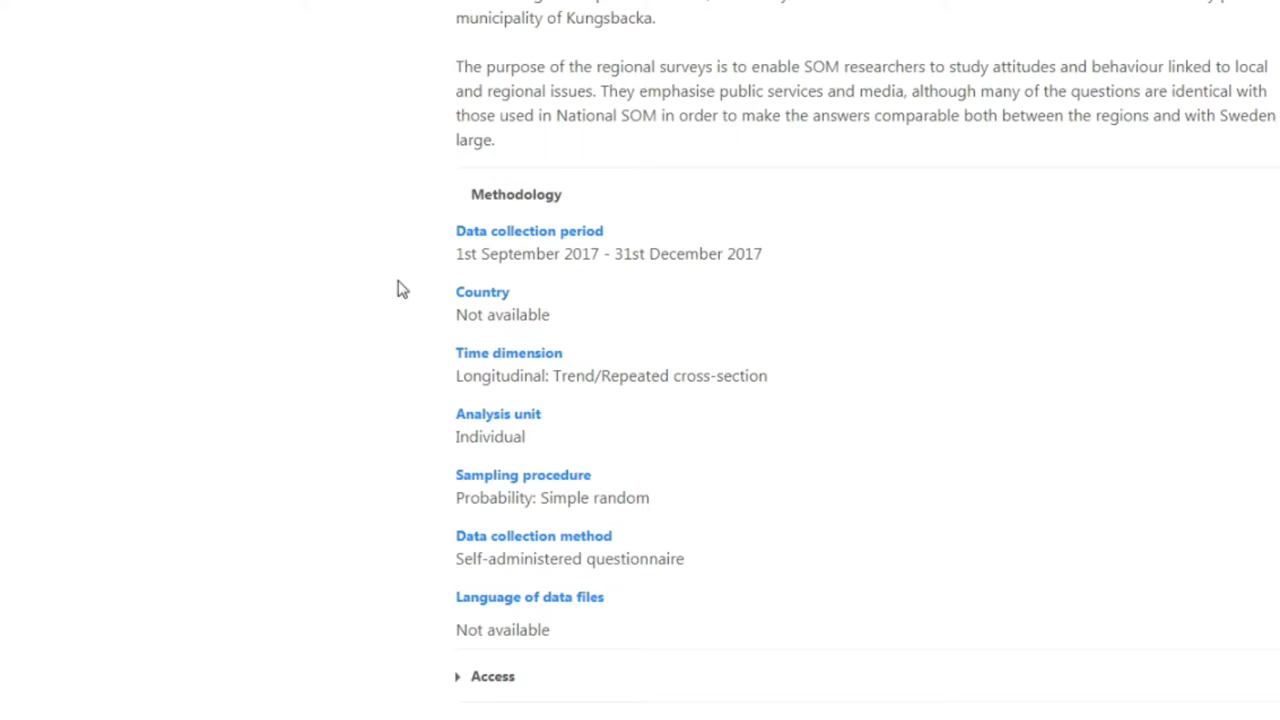 municipality of Kungsbacka.
The purpose of the regional surveys is to enable SOM researchers to study attitudes and behaviour linked to local
and regional issues. They emphasise public services and media, although many of the questions are identical with
those used in National SOM in order to make the answers comparable both between the regions and with Sweden
large.
Methodology
Data collection period
1st September 2017 - 31st December 2017
Country
Not available
Time dimension
Longitudinal: Trend/Repeated cross-section
Analysis unit
Individual
Sampling procedure
Probability: Simple random
Data collection method
Self-administered questionnaire
Language of data files
Not available
Access